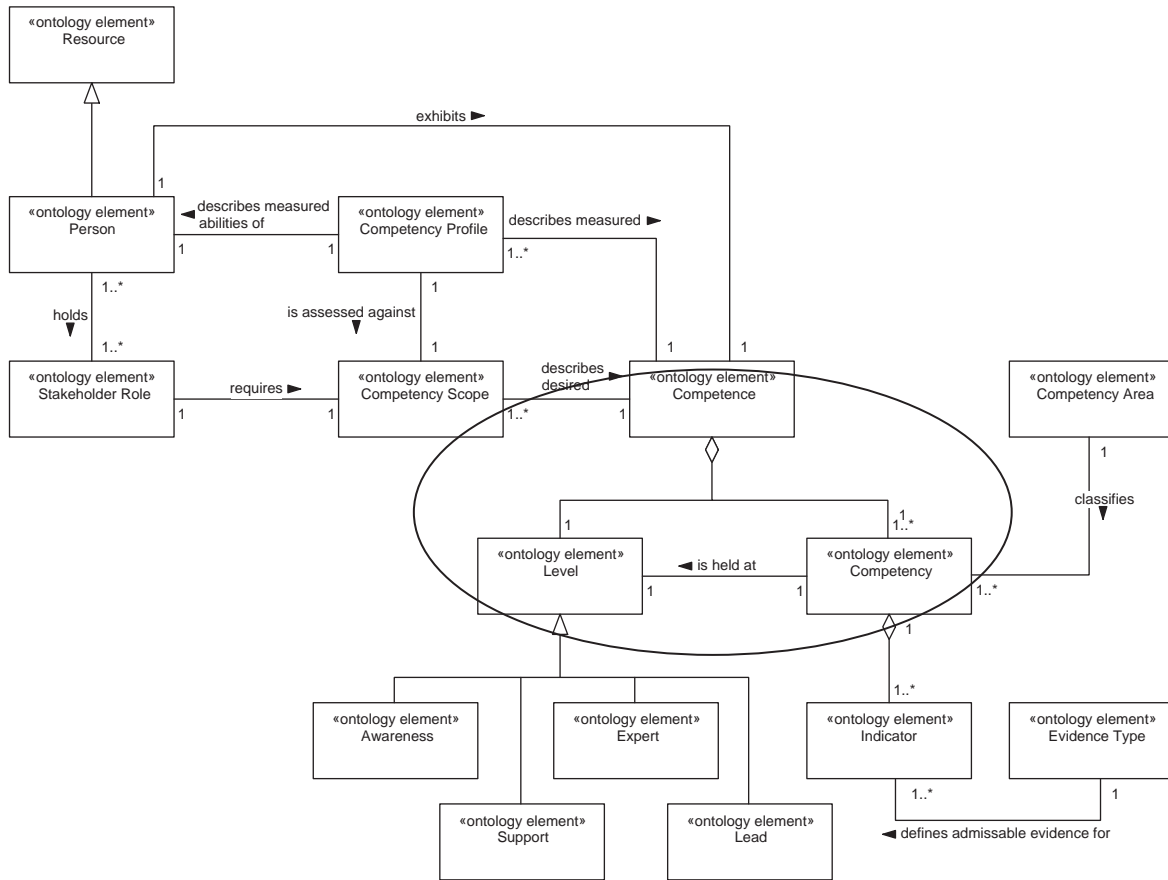 «ontology element»
Resource
exhibits ►
1
«ontology element»
Person
◄ describes measured
abilities of
1
1
«ontology element»
Competency Profile
describes measured ►
1..*
1..*
holds
▼
1..*
1
is assessed against
▼
1
1
1
«ontology element»
Stakeholder Role
requires ►
1
1
«ontology element»
Competency Scope
describes ►
desired
1..*
1
«ontology element»
Competence
«ontology element»
Competency Area
1
classifies
▼
1
1
1..*
«ontology element»
Level
◄ is held at
1
1
«ontology element»
Competency
1..*
1
1..*
«ontology element»
Awareness
«ontology element»
Expert
«ontology element»
Indicator
«ontology element»
Evidence Type
1..*
1
«ontology element»
Support
«ontology element»
Lead
◄ defines admissable evidence for